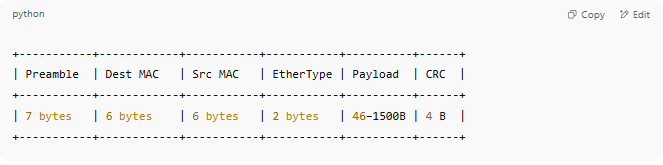 python Copy Edit
+-----------+-----------+-----------+-----------+----------+------+
| Preamble | Dest MAC | Src MAC | EtherType | Payload | CRC |
+-----------+-----------+-----------+-----------+----------+------+
| 7 bytes | 6 bytes | 6 bytes | 2 bytes | 46-1500B | 4 B |
+-----------+-----------+-----------+-----------+----------+------+